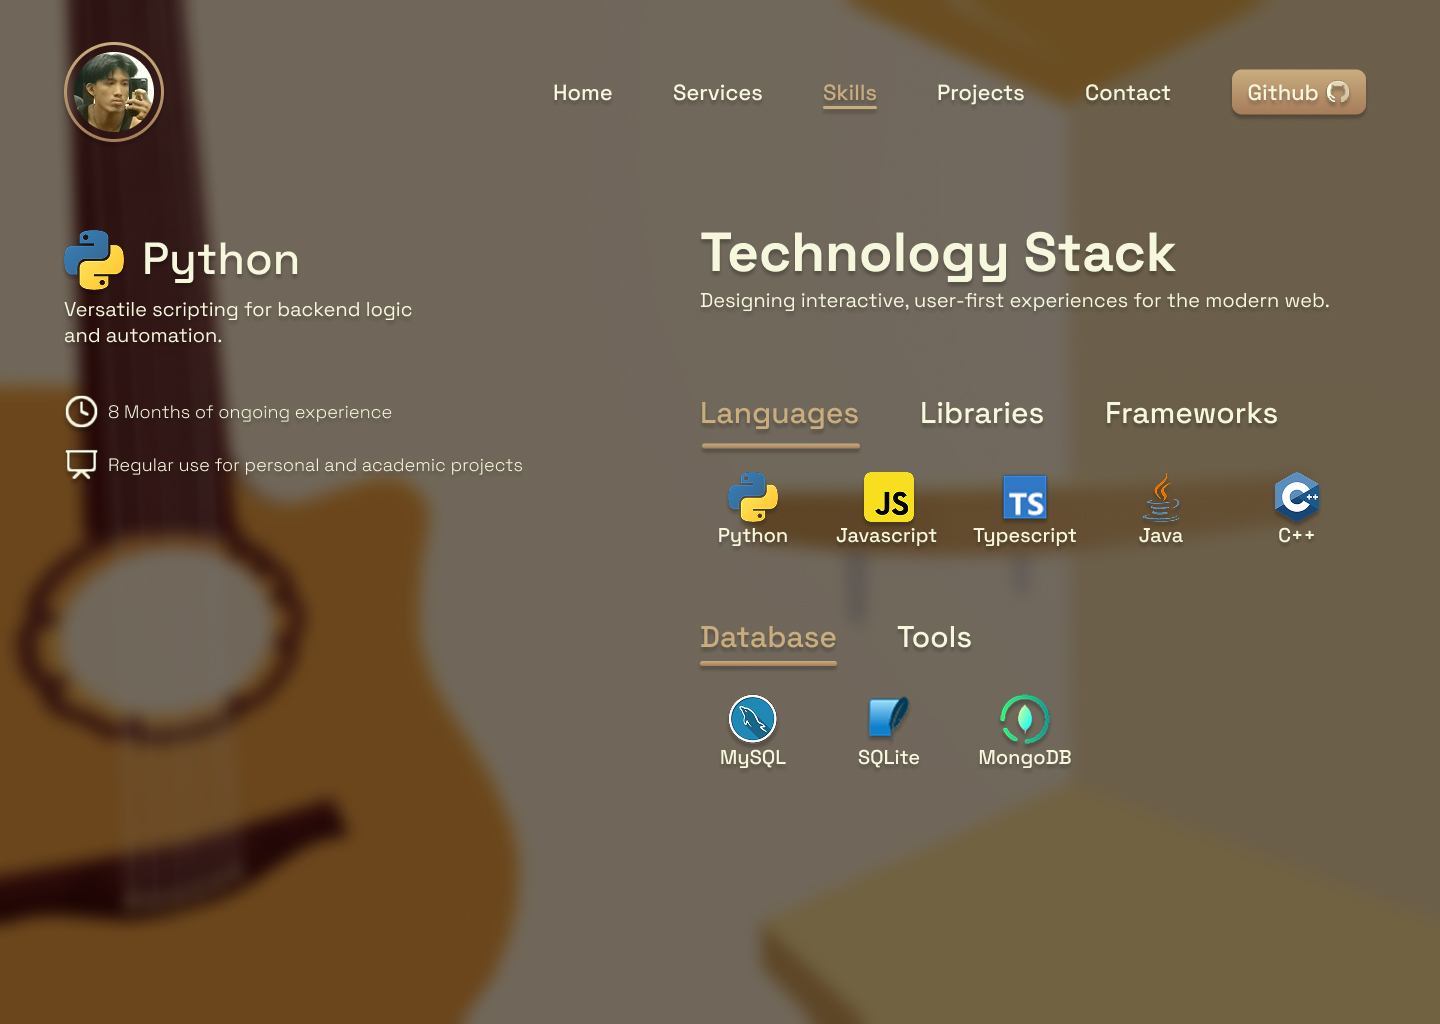 Home Services Skills Projects Contact Github
Python
Versatile scripting for backend logic
and automation.
8 Months of ongoing experience
Regular use for personal and academic projects
Technology Stack
Designing interactive, user-first experiences for the modern web.
Languages Libraries Frameworks
JS TS C++
Python Javascript Typescript Java C++
Database Tools
MySQL SQLite MongoDB